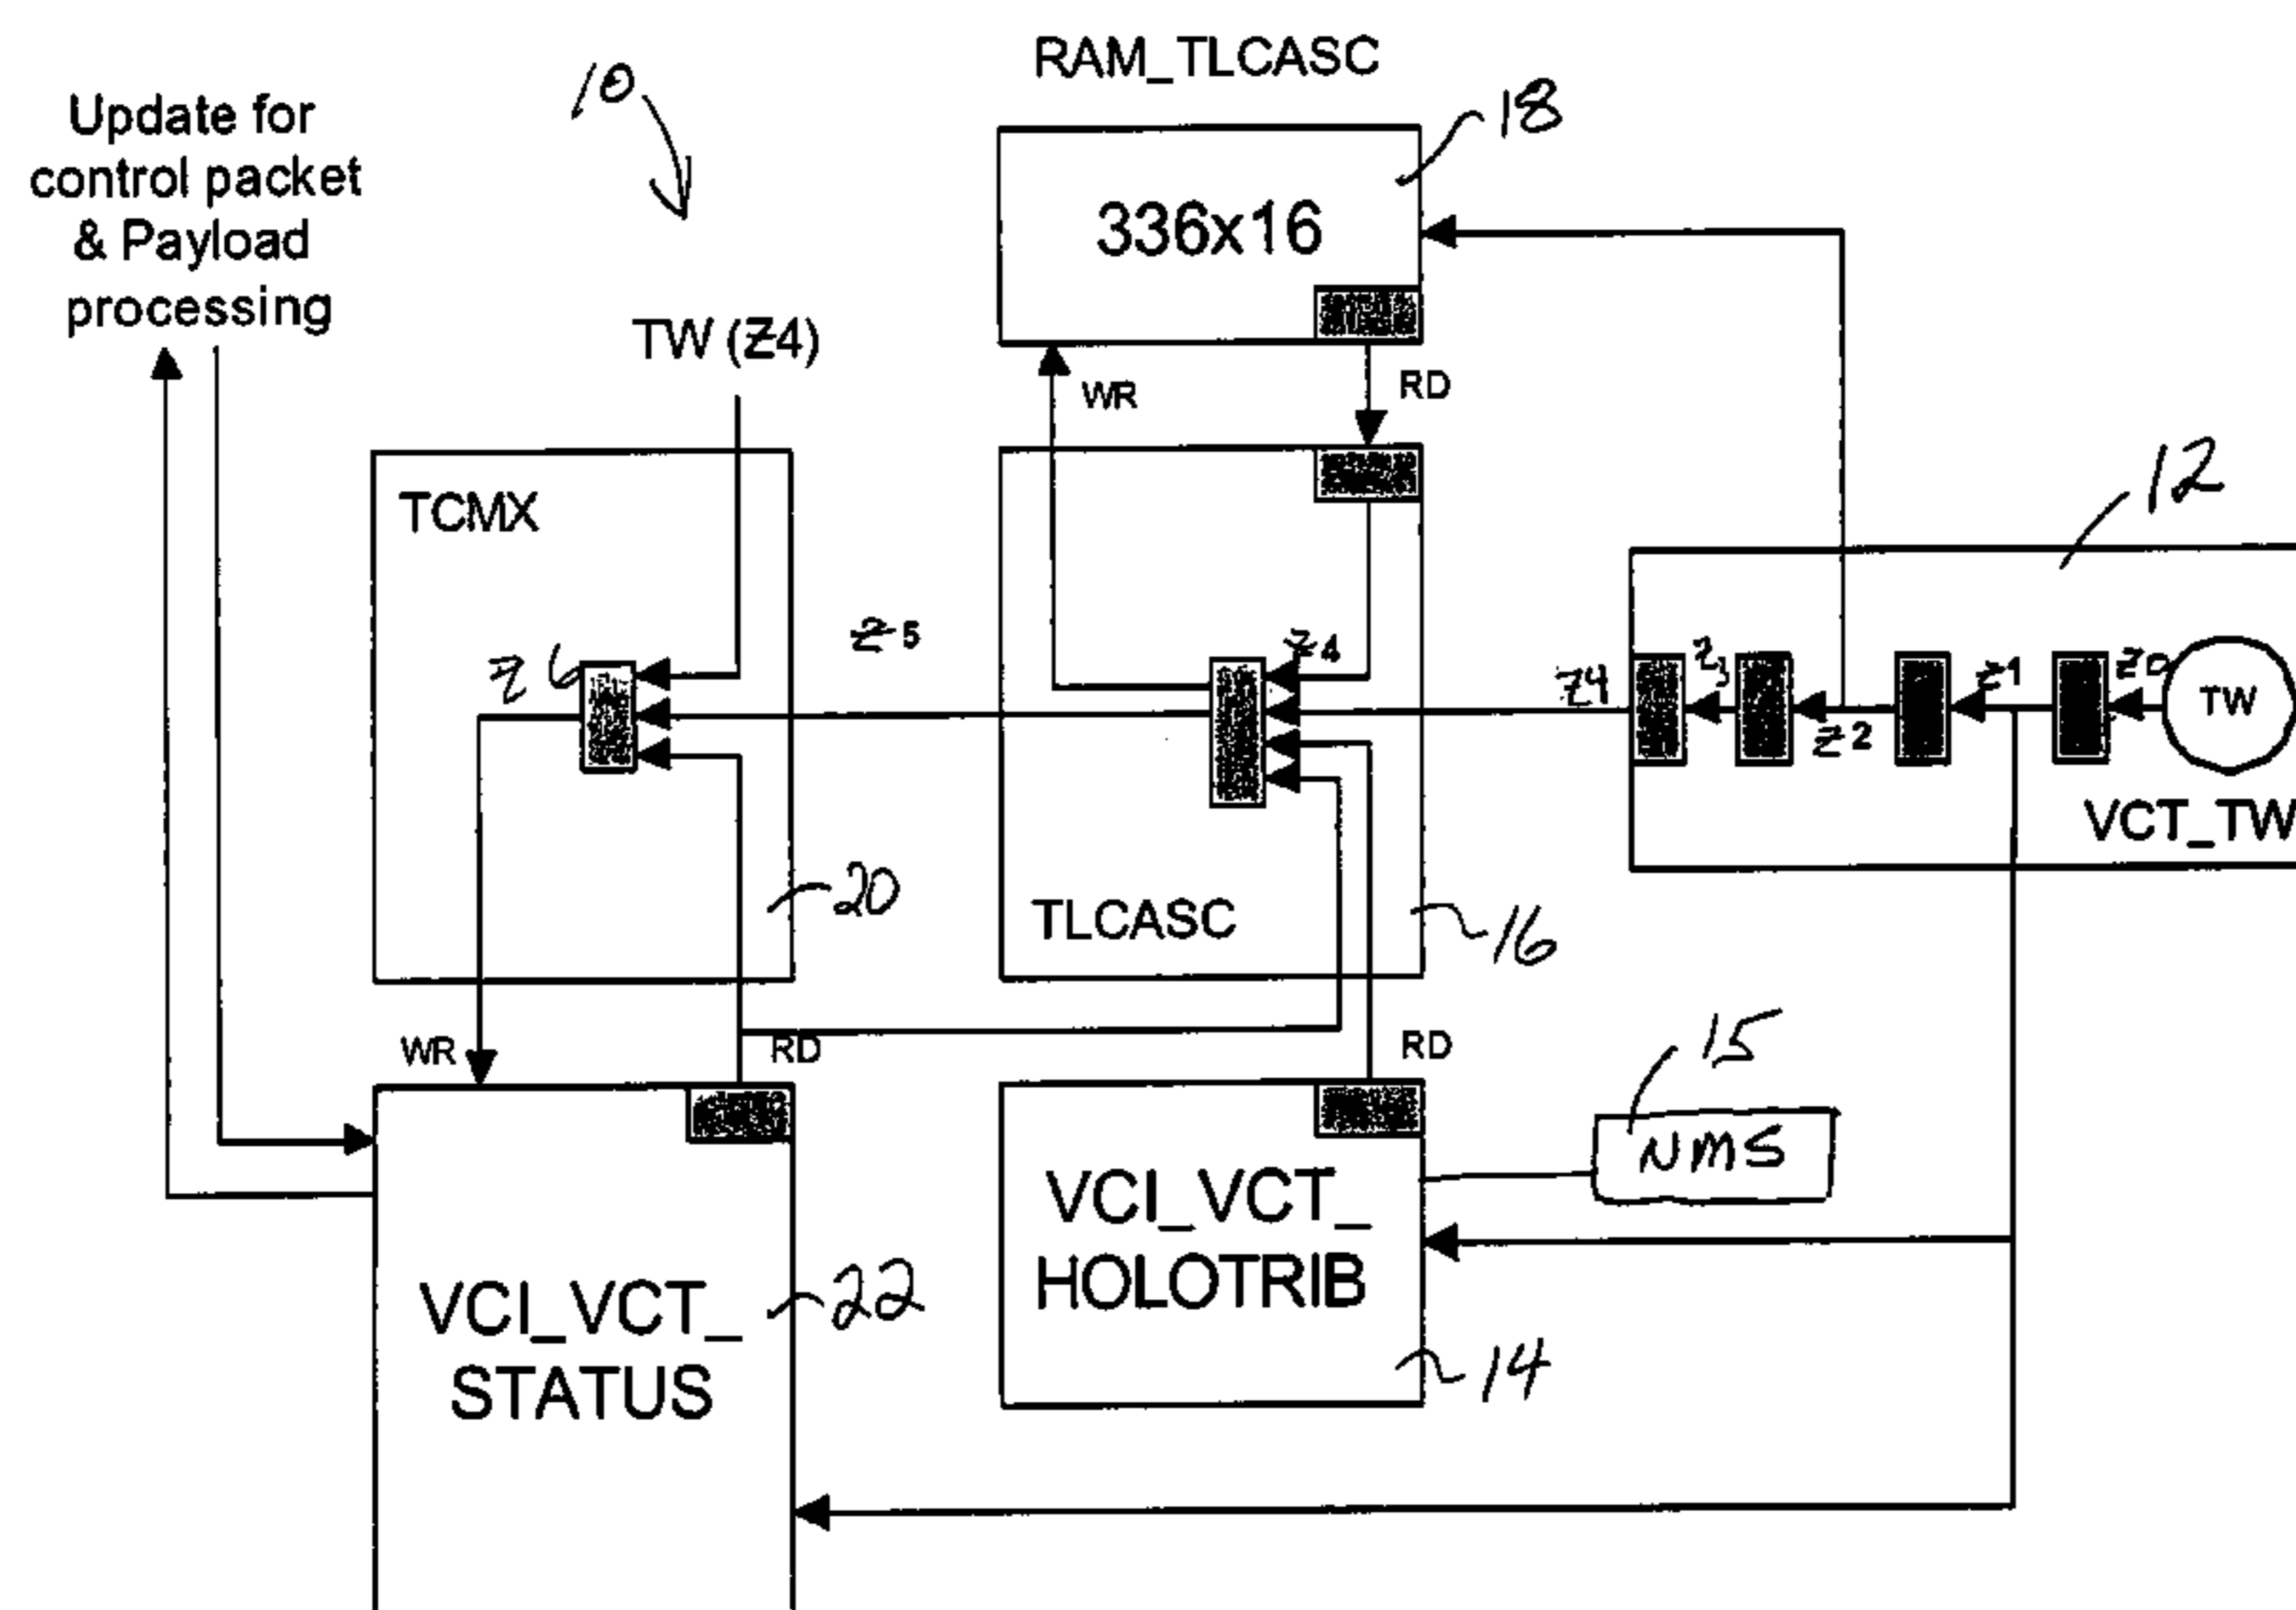 RAM_TLCASC
10
Update for
control packet
& Payload
processing
18
336x16
TW (Z4)
WR
RD
12
TCMX
Z5
Z4
Z6
Z4
Z3
Z2
Z1
Z0
TW
VCT_TW
20
TLCASC
16
WR
RD
RD
15
NMS
VCI_VCT_
HOLOTRIB
14
VCI_VCT_
STATUS
22